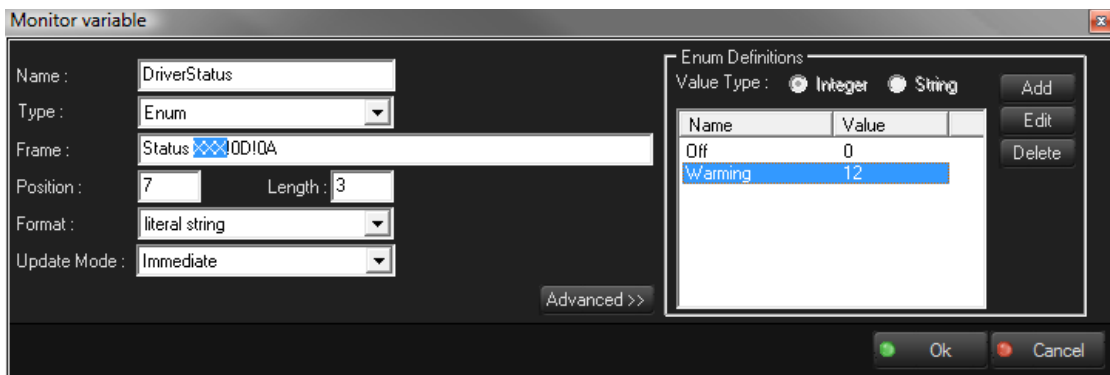 Monitor variable
Name :
DriverStatus
Type :
Enum
Frame :
Status XXX!0D!0A
Position :
7
Length :
3
Format :
literal string
Update Mode :
Immediate
Advanced >>
Enum Definitions
Value Type :
Integer
String
Name Value
Off 0
Warming 12
Add
Edit
Delete
Ok
Cancel